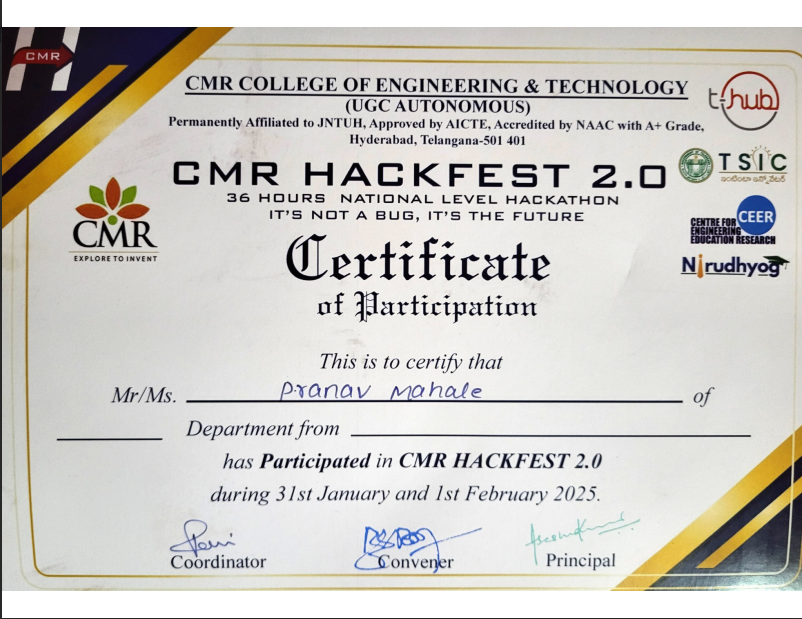 CMR
CMR COLLEGE OF ENGINEERING & TECHNOLOGY
(UGC AUTONOMOUS)
Permanently Affiliated to JNTUH, Approved by AICTE, Accredited by NAAC with A+ Grade,
Hyderabad, Telangana-501 401
t-hub
CMR HACKFEST 2.0
36 HOURS NATIONAL LEVEL HACKATHON
IT'S NOT A BUG, IT'S THE FUTURE
TSIC
ఇంటింటా ఇన్నోవేటర్
CMR
EXPLORE TO INVENT
CEER
CENTRE FOR
ENGINEERING
EDUCATION RESEARCH
Nirudhyog
Certificate
of Participation
This is to certify that
Mr/Ms. Pranav Mahale of
Department from
has Participated in CMR HACKFEST 2.0
during 31st January and 1st February 2025.
Coordinator
Convener
Principal